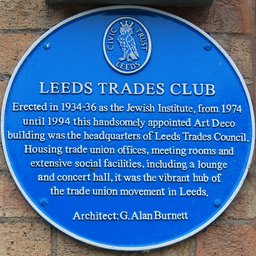 CIVIC TRUST
LEEDS
LEEDS TRADES CLUB
Erected in 1934-36 as the Jewish Institute, from 1974
until 1994 this handsomely appointed Art Deco
building was the headquarters of Leeds Trades Council.
Housing trade union offices, meeting rooms and
extensive social facilities, including a lounge
and concert hall, it was the vibrant hub of
the trade union movement in Leeds.
Architect: G. Alan Burnett